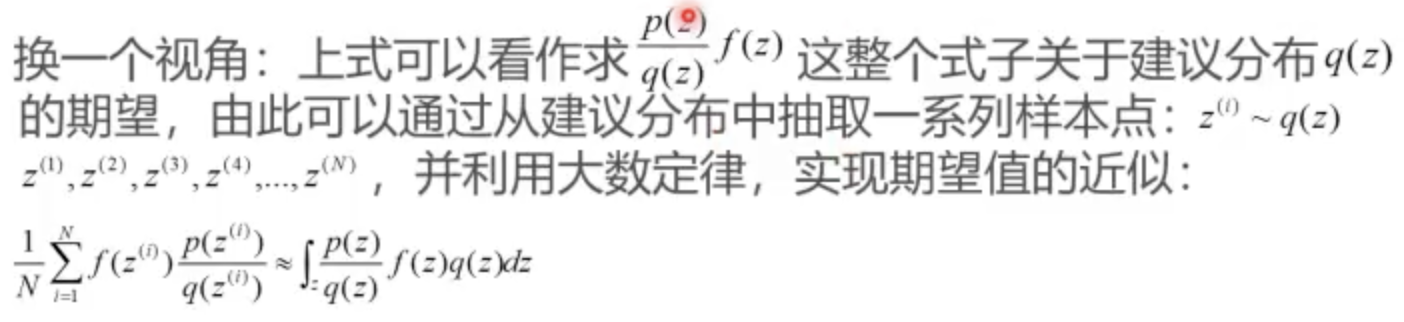 换一个视角：上式可以看作求 \frac{p(z)}{q(z)} f(z) 这整个式子关于建议分布 q(z)
的期望，由此可以通过从建议分布中抽取一系列样本点：z^{(i)} ~ q(z)
z^{(1)}, z^{(2)}, z^{(3)}, z^{(4)},..., z^{(N)}，并利用大数定律，实现期望值的近似：
\frac{1}{N} \sum_{i=1}^{N} f(z^{(i)}) \frac{p(z^{(i)})}{q(z^{(i)})} ≈ \int_{z} \frac{p(z)}{q(z)} f(z)q(z)dz